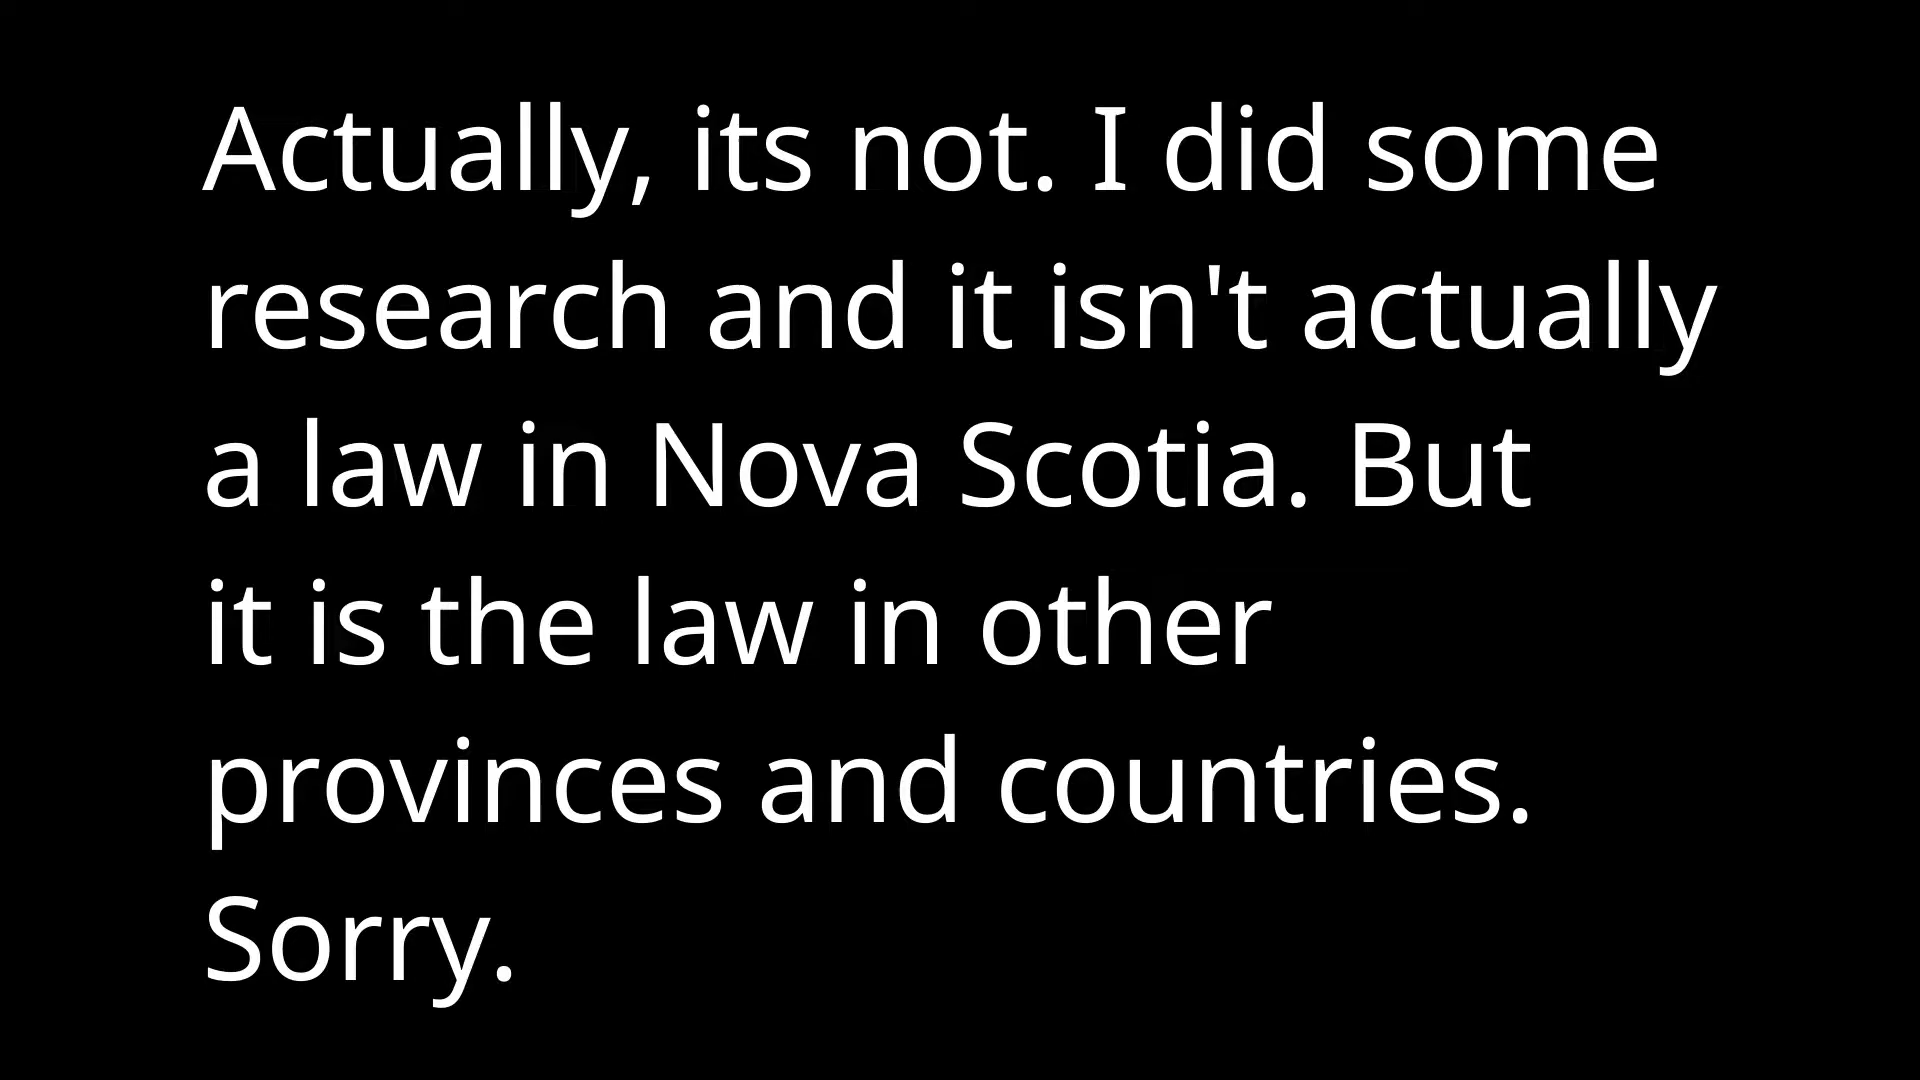 Actually, its not. I did some
research and it isn't actually
a law in Nova Scotia. But
it is the law in other
provinces and countries.
Sorry.